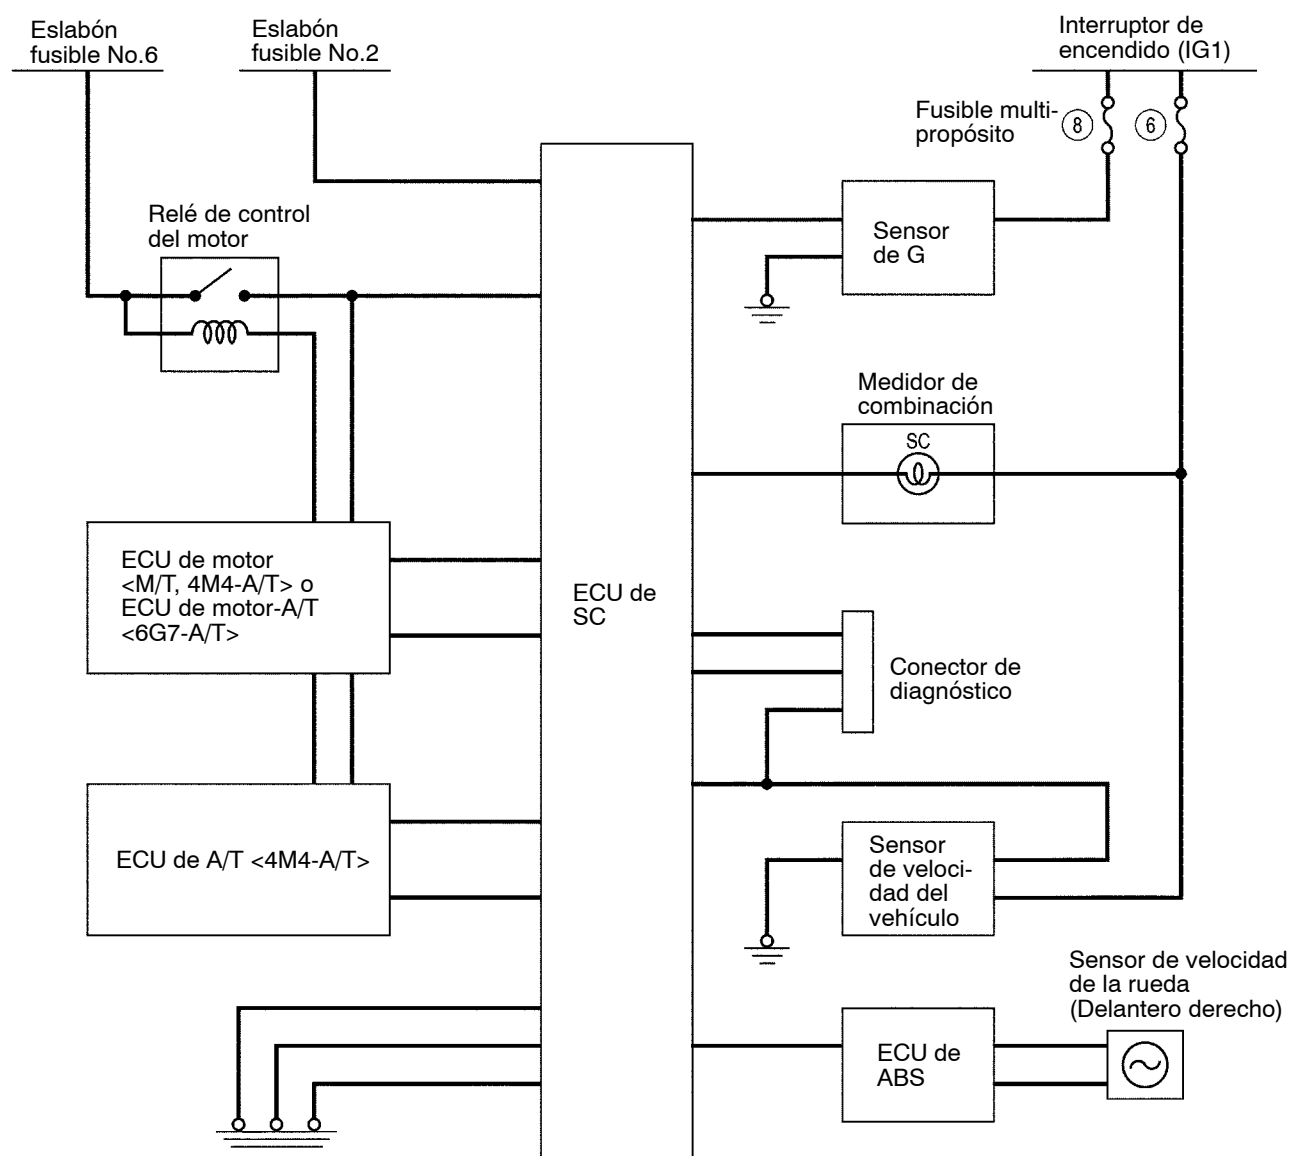 Eslabón
fusible No.6
Eslabón
fusible No.2
Interruptor de
encendido (IG1)
Fusible multi-
propósito
8
6
Relé de control
del motor
Sensor
de G
Medidor de
combinación
SC
ECU de motor
<M/T, 4M4-A/T> o
ECU de motor-A/T
<6G7-A/T>
ECU de
SC
Conector de
diagnóstico
ECU de A/T <4M4-A/T>
Sensor
de veloci-
dad del
vehículo
Sensor de velocidad
de la rueda
(Delantero derecho)
ECU de
ABS